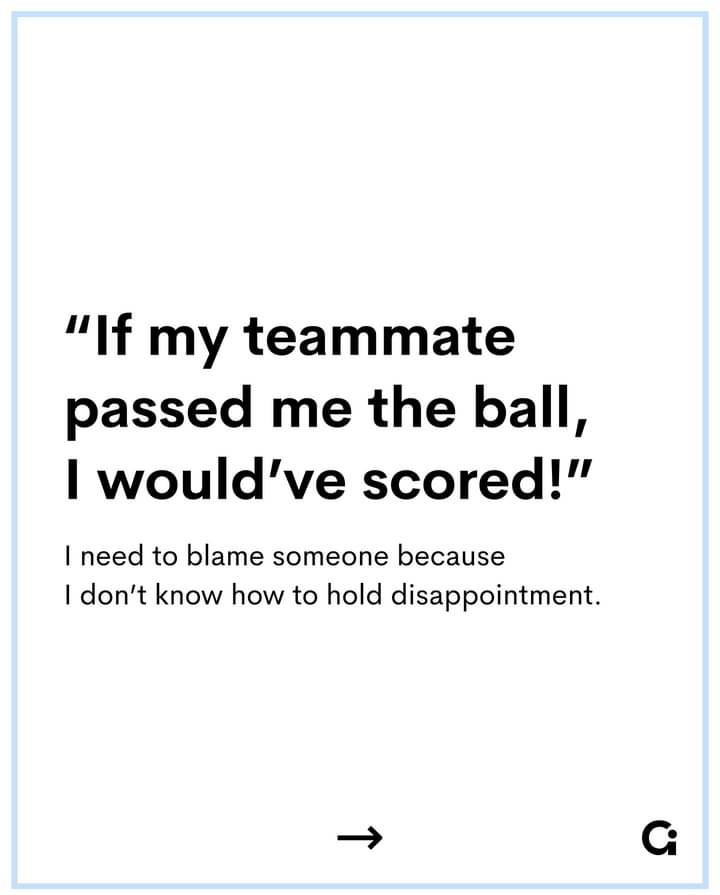 “If my teammate
passed me the ball,
I would’ve scored!”
I need to blame someone because
I don’t know how to hold disappointment.
→